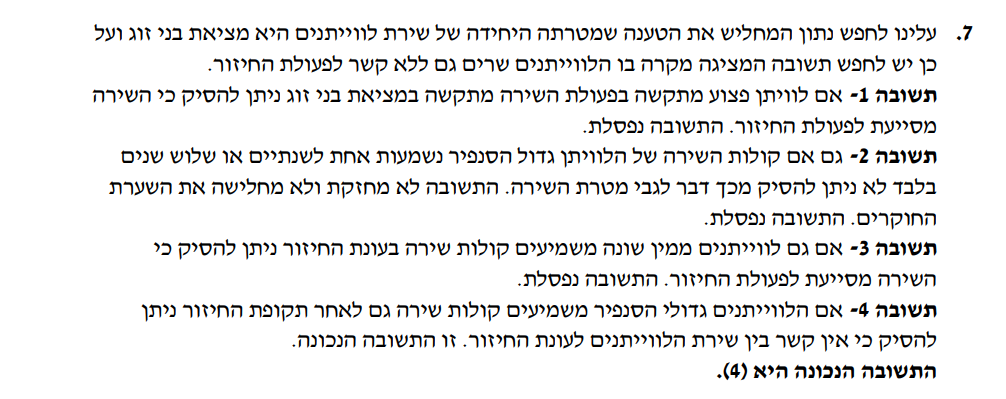 7. עלינו לחפש נתון המחליש את הטענה שמטרתה היחידה של שירת לווייתנים היא מציאת בני זוג ועל
כן יש לחפש תשובה המציגה מקרה בו הלווייתנים שרים גם ללא קשר לפעולת החיזור.
תשובה 1- אם לוויתן פצוע מתקשה בפעולת השירה מתקשה במציאת בני זוג ניתן להסיק כי השירה
מסייעת לפעולת החיזור. התשובה נפסלת.
תשובה 2- גם אם קולות השירה של הלוויתן גדול הסנפיר נשמעות אחת לשנתיים או שלוש שנים
בלבד לא ניתן להסיק מכך דבר לגבי מטרת השירה. התשובה לא מחזקת ולא מחלישה את השערת
החוקרים. התשובה נפסלת.
תשובה 3- אם גם לווייתנים ממין שונה משמיעים קולות שירה בעונת החיזור ניתן להסיק כי
השירה מסייעת לפעולת החיזור. התשובה נפסלת.
תשובה 4- אם הלווייתנים גדולי הסנפיר משמיעים קולות שירה גם לאחר תקופת החיזור ניתן
להסיק כי אין קשר בין שירת הלווייתנים לעונת החיזור. זו התשובה הנכונה.
התשובה הנכונה היא (4).